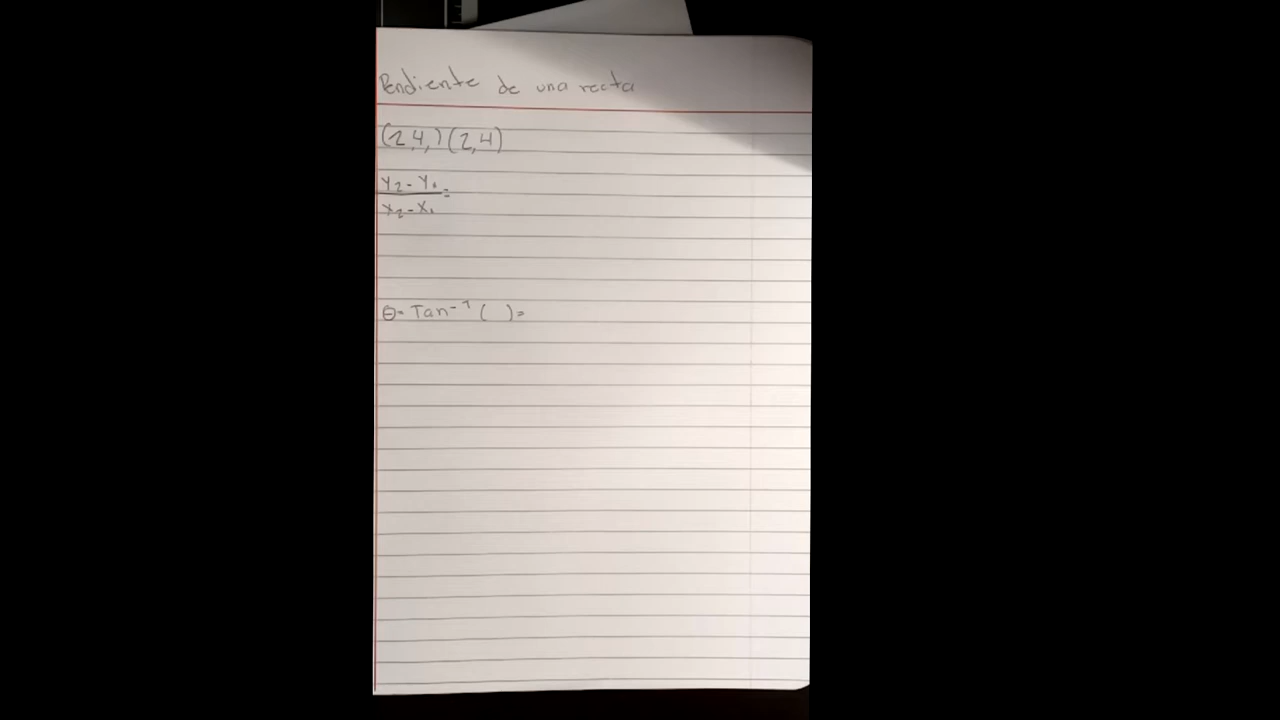 Pendiente de una recta
(2,4,) (2,4)
Y₂ - Y₁
X₂ - X₁ =
θ = Tan⁻¹ ( ) =